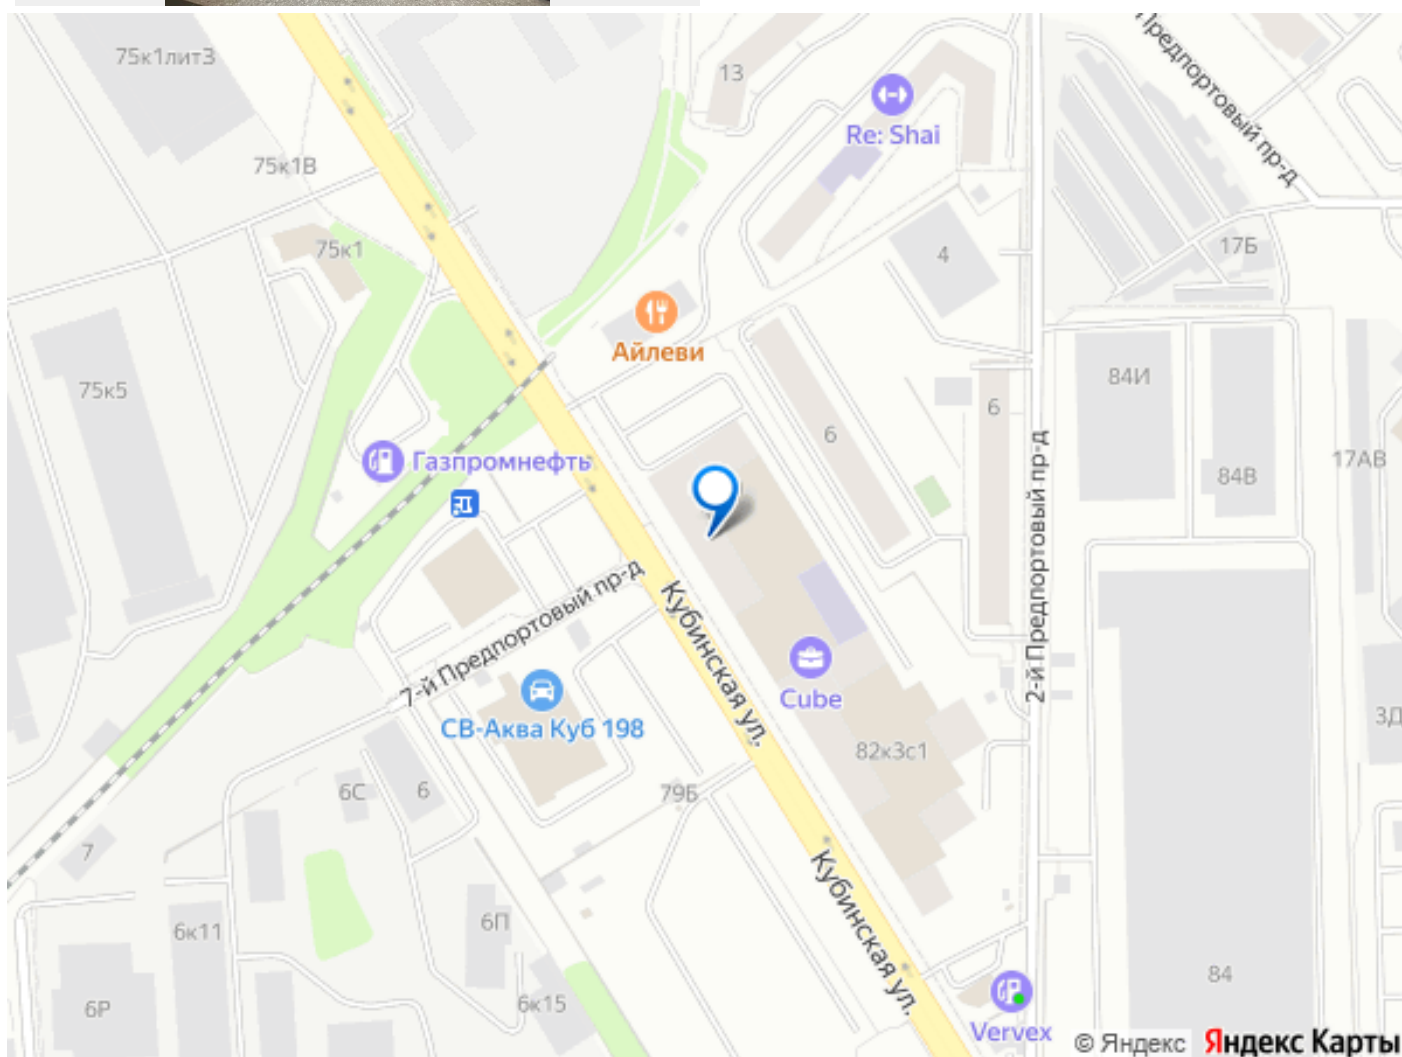 75к1лит3
13
Предпортовый пр-д
Re: Shai
75к1В
75к1
4
17Б
Айлеви
75к5
84И
6
6
17АВ
Газпромнефть
84В
2-й Предпортовый пр-д
7-й Предпортовый пр-д
Кубинская ул.
Cube
СВ-Аква Куб 198
3Д
82к3с1
6С
6
79Б
7
Кубинская ул.
6П
6к11
84
6к15
6Р
Vervex
© Яндекс Яндекс Карты